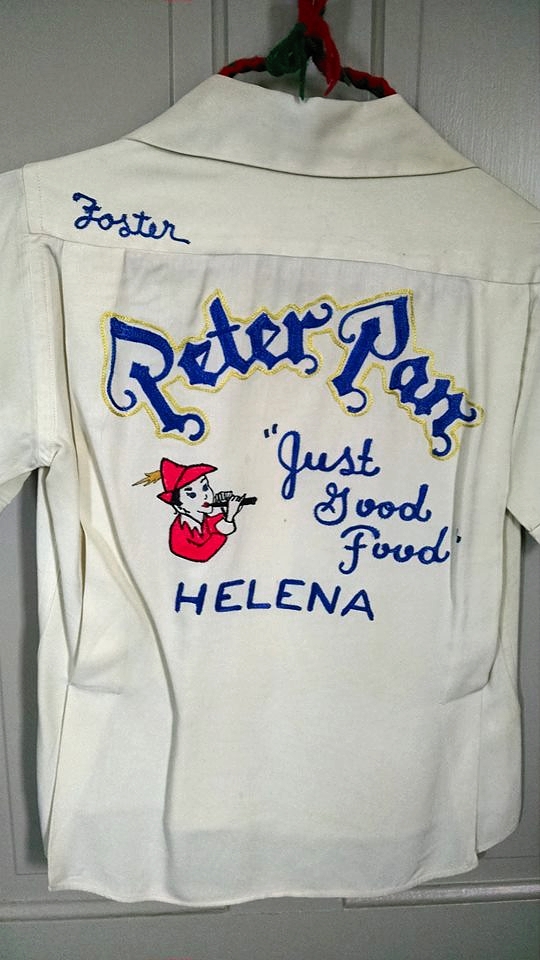 Foster
Peter Pan
"Just
Good
Food"
HELENA